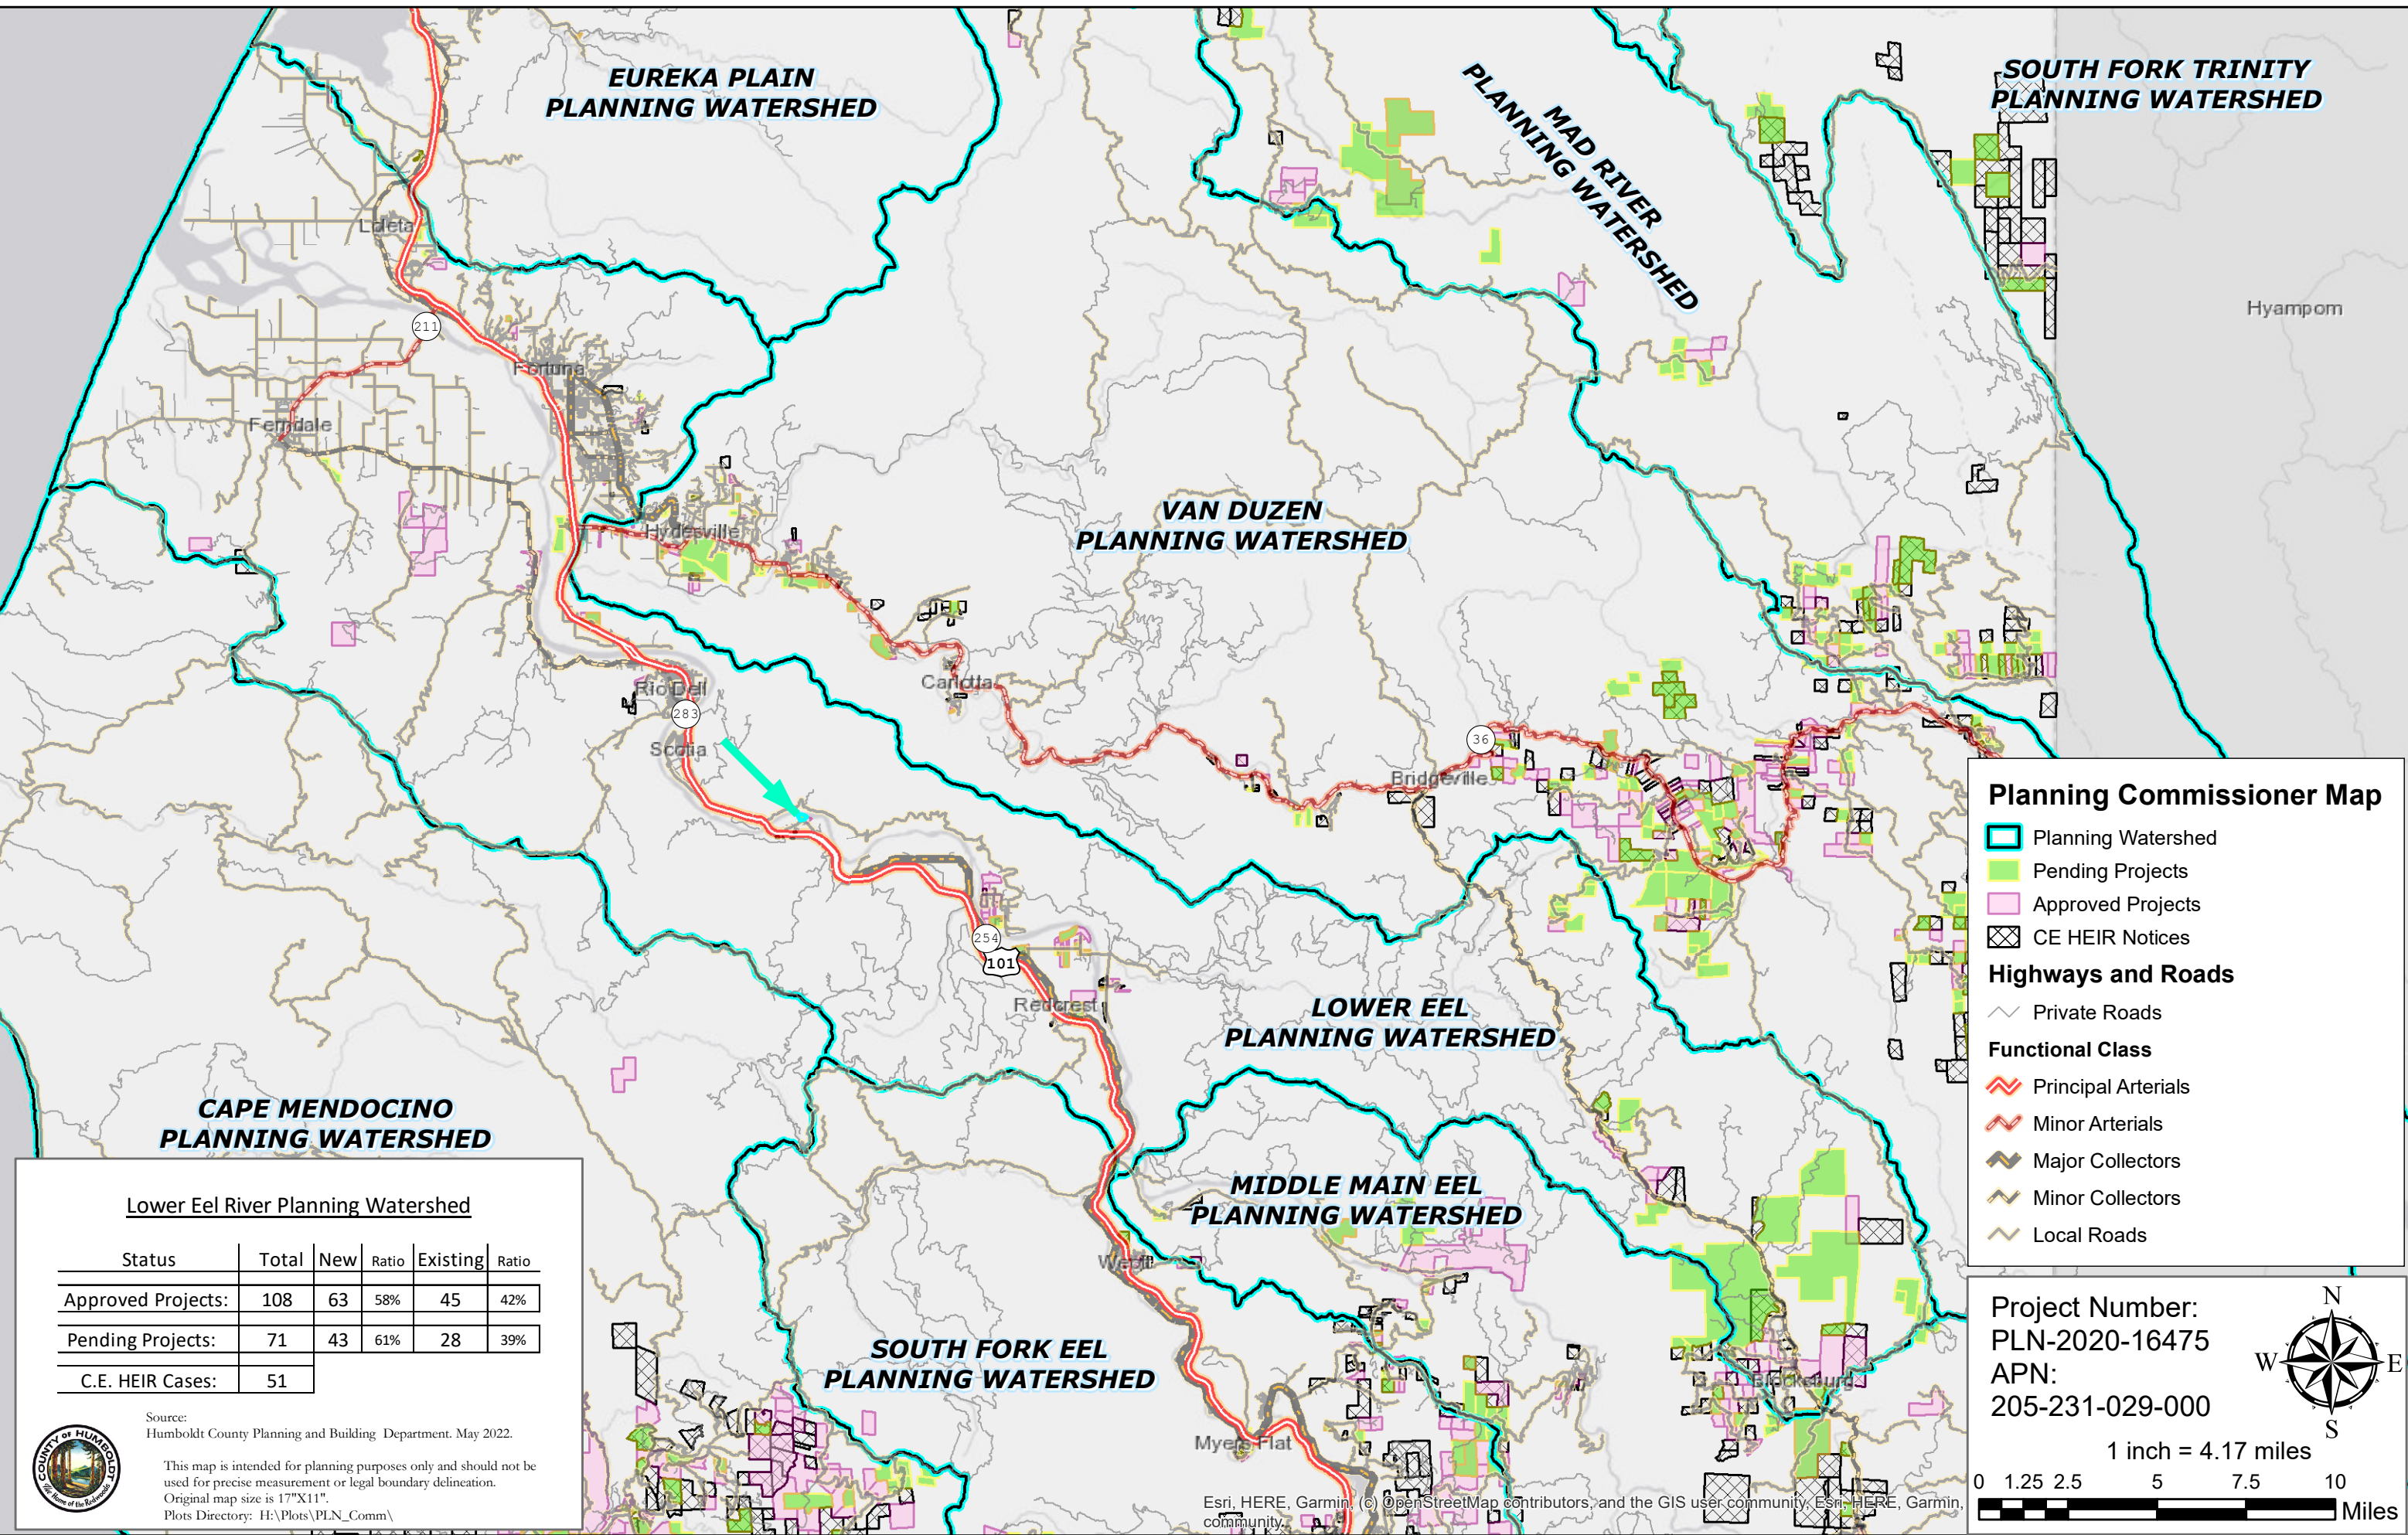 EUREKA PLAIN
PLANNING WATERSHED
MAD RIVER
PLANNING WATERSHED
SOUTH FORK TRINITY
PLANNING WATERSHED
Loleta
Hyampom
211
Fortuna
Ferndale
VAN DUZEN
PLANNING WATERSHED
Hydesville
Rio Dell
Carlotta
283
Scotia
36
Bridgeville
254
101
Redcrest
LOWER EEL
PLANNING WATERSHED
CAPE MENDOCINO
PLANNING WATERSHED
MIDDLE MAIN EEL
PLANNING WATERSHED
Weott
SOUTH FORK EEL
PLANNING WATERSHED
Blocksburg
Myers Flat
Planning Commissioner Map
Planning Watershed
Pending Projects
Approved Projects
CE HEIR Notices
Highways and Roads
Private Roads
Functional Class
Principal Arterials
Minor Arterials
Major Collectors
Minor Collectors
Local Roads
Lower Eel River Planning Watershed
Status Total New Ratio Existing Ratio
Approved Projects: 108 63 58% 45 42%
Pending Projects: 71 43 61% 28 39%
C.E. HEIR Cases: 51
Source:
Humboldt County Planning and Building Department. May 2022.
This map is intended for planning purposes only and should not be
used for precise measurement or legal boundary delineation.
Original map size is 17"X11".
Plots Directory: H:\Plots\PLN_Comm\
COUNTY OF HUMBOLDT
The Home of the Redwoods
Project Number:
PLN-2020-16475
APN:
205-231-029-000
N
W E
S
1 inch = 4.17 miles
0 1.25 2.5 5 7.5 10
Miles
Esri, HERE, Garmin, (c) OpenStreetMap contributors, and the GIS user community, Esri, HERE, Garmin,
community